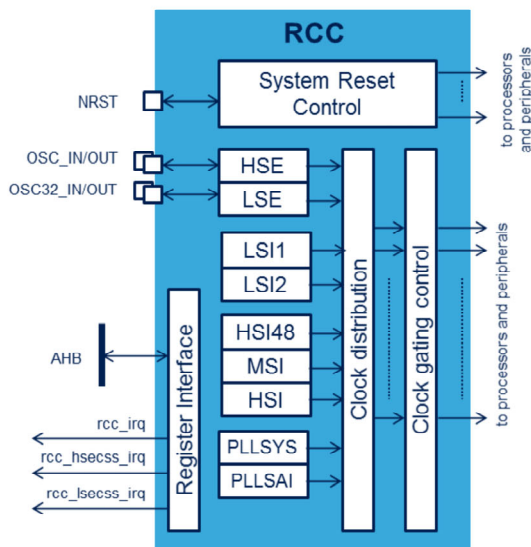 RCC
System Reset
Control
NRST
to processors
and peripherals
OSC_IN/OUT
HSE
OSC32_IN/OUT
LSE
LSI1
LSI2
HSI48
MSI
HSI
PLLSYS
PLLSAI
Clock distribution
Clock gating control
to processors and peripherals
Register Interface
AHB
rcc_irq
rcc_hsecss_irq
rcc_lsecss_irq